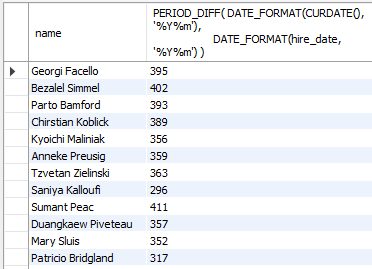 name PERIOD_DIFF( DATE_FORMAT(CURDATE(),
'%Y%m'),
DATE_FORMAT(hire_date,
'%Y%m') )
Georgi Facello 395
Bezalel Simmel 402
Parto Bamford 393
Chirstian Koblick 389
Kyoichi Maliniak 356
Anneke Preusig 359
Tzvetan Zielinski 363
Saniya Kalloufi 296
Sumant Peac 411
Duangkaew Piveteau 357
Mary Sluis 352
Patricio Bridgland 317